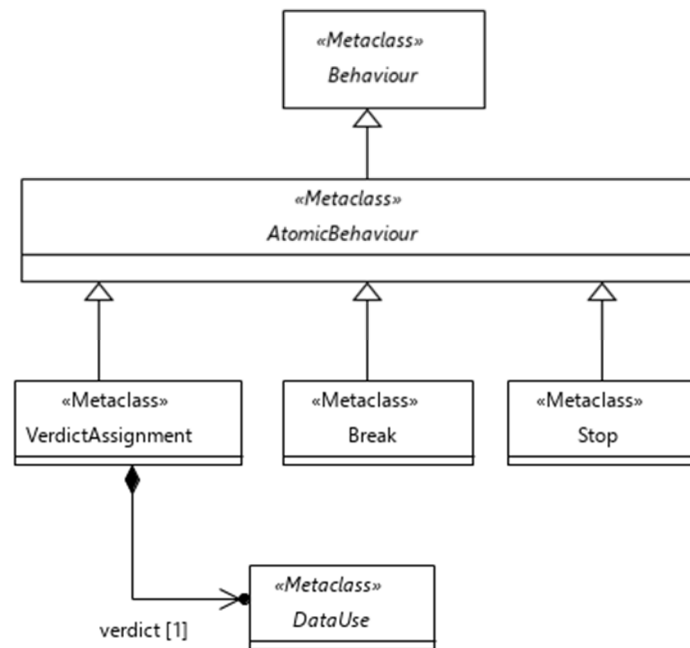 «Metaclass»
Behaviour
«Metaclass»
AtomicBehaviour
«Metaclass»
VerdictAssignment
«Metaclass»
Break
«Metaclass»
Stop
«Metaclass»
DataUse
verdict [1]